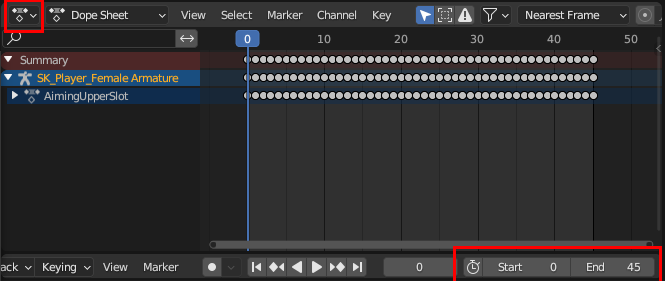 Dope Sheet View Select Marker Channel Key Nearest Frame
0 10 20 30 40 50
Summary
SK_Player_Female Armature
AimingUpperSlot
ack Keying View Marker 0 Start 0 End 45